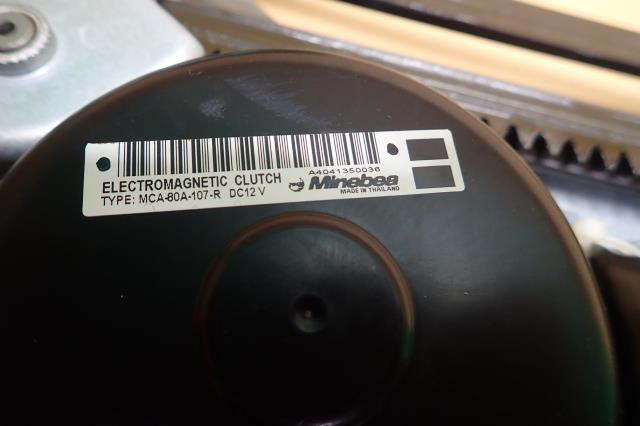 A4041350036
ELECTROMAGNETIC CLUTCH Minebea
TYPE: MCA-80A-107-R DC12 V MADE IN THAILAND